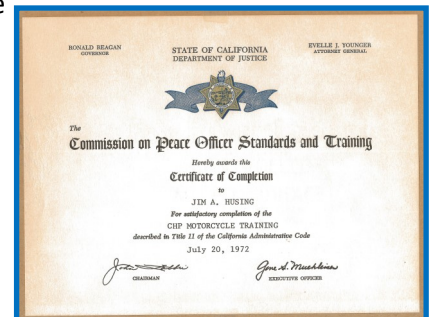 e
RONALD REAGAN
GOVERNOR
STATE OF CALIFORNIA
DEPARTMENT OF JUSTICE
EVELLE J. YOUNGER
ATTORNEY GENERAL
The
Commission on Peace Officer Standards and Training
Hereby awards this
Certificate of Completion
to
JIM A. HUSING
For satisfactory completion of the
CHP MOTORCYCLE TRAINING
described in Title 11 of the California Administrative Code
July 20, 1972
CHAIRMAN
Gene S. Muehleisen
EXECUTIVE OFFICER